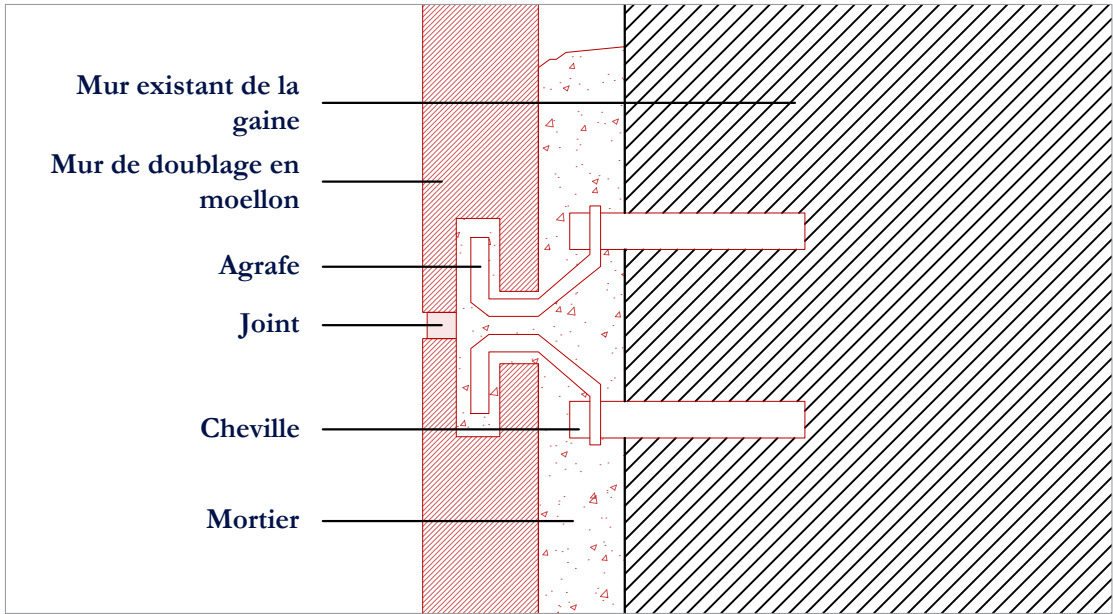 Mur existant de la
gaine
Mur de doublage en
moellon
Agrafe
Joint
Cheville
Mortier